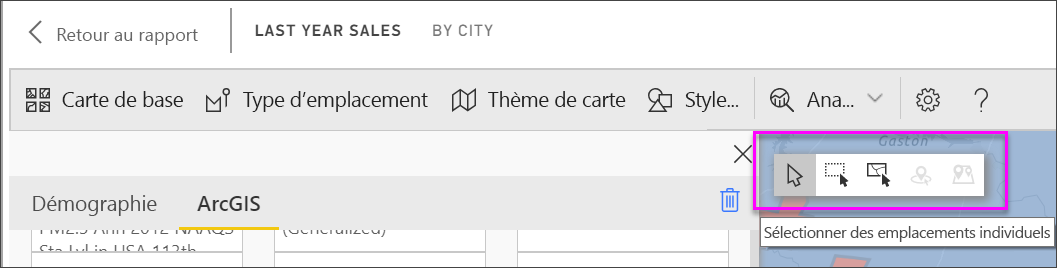 Retour au rapport
LAST YEAR SALES BY CITY
Carte de base Type d'emplacement Thème de carte Style... Ana... ?
Gaston
Démographie ArcGIS
(Generalized)
Sélectionner des emplacements individuels